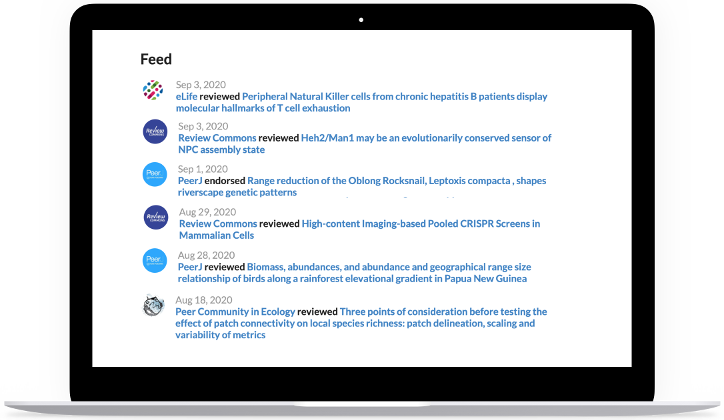 Feed
Sep 3, 2020
eLife reviewed Peripheral Natural Killer cells from chronic hepatitis B patients display
molecular hallmarks of T cell exhaustion
Review
COMMONS
Sep 3, 2020
Review Commons reviewed Heh2/Man1 may be an evolutionarily conserved sensor of
NPC assembly state
Peer
Sep 1, 2020
PeerJ endorsed Range reduction of the Oblong Rocksnail, Leptoxis compacta , shapes
riverscape genetic patterns
Review
COMMONS
Aug 29, 2020
Review Commons reviewed High-content Imaging-based Pooled CRISPR Screens in
Mammalian Cells
Peer
Aug 28, 2020
PeerJ reviewed Biomass, abundances, and abundance and geographical range size
relationship of birds along a rainforest elevational gradient in Papua New Guinea
Aug 18, 2020
Peer Community in Ecology reviewed Three points of consideration before testing the
effect of patch connectivity on local species richness: patch delineation, scaling and
variability of metrics